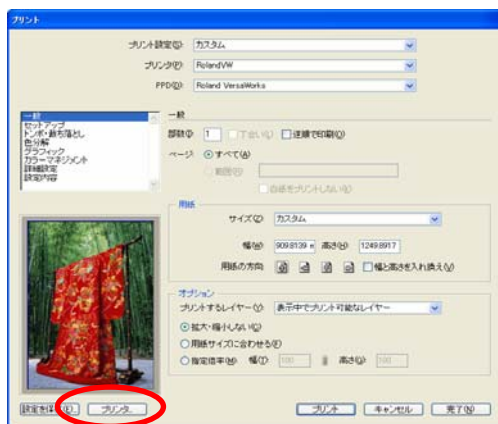 プリント
プリント設定(S): カスタム
プリンタ(P): RolandVW
PPD(D): Roland VersaWorks
一般
セットアップ
トンボ・裁ち落とし
色分解
グラフィック
カラーマネジメント
詳細設定
設定内容
一般
部数(I): 1 丁合い(L) 逆順で印刷(O)
ページ: すべて(A)
範囲(G):
白紙をプリントしない(K)
用紙
サイズ(Z): カスタム
幅(W): 909.8139 高さ(H): 1249.8917
用紙の方向: 幅と高さを入れ換え(V)
オプション
プリントするレイヤー(Y): 表示中でプリント可能なレイヤー
拡大・縮小しない(C)
用紙サイズに合わせる(F)
指定倍率(M): 幅(T): 100 高さ(Q): 100
プリンタ...
プリント キャンセル 完了(N)